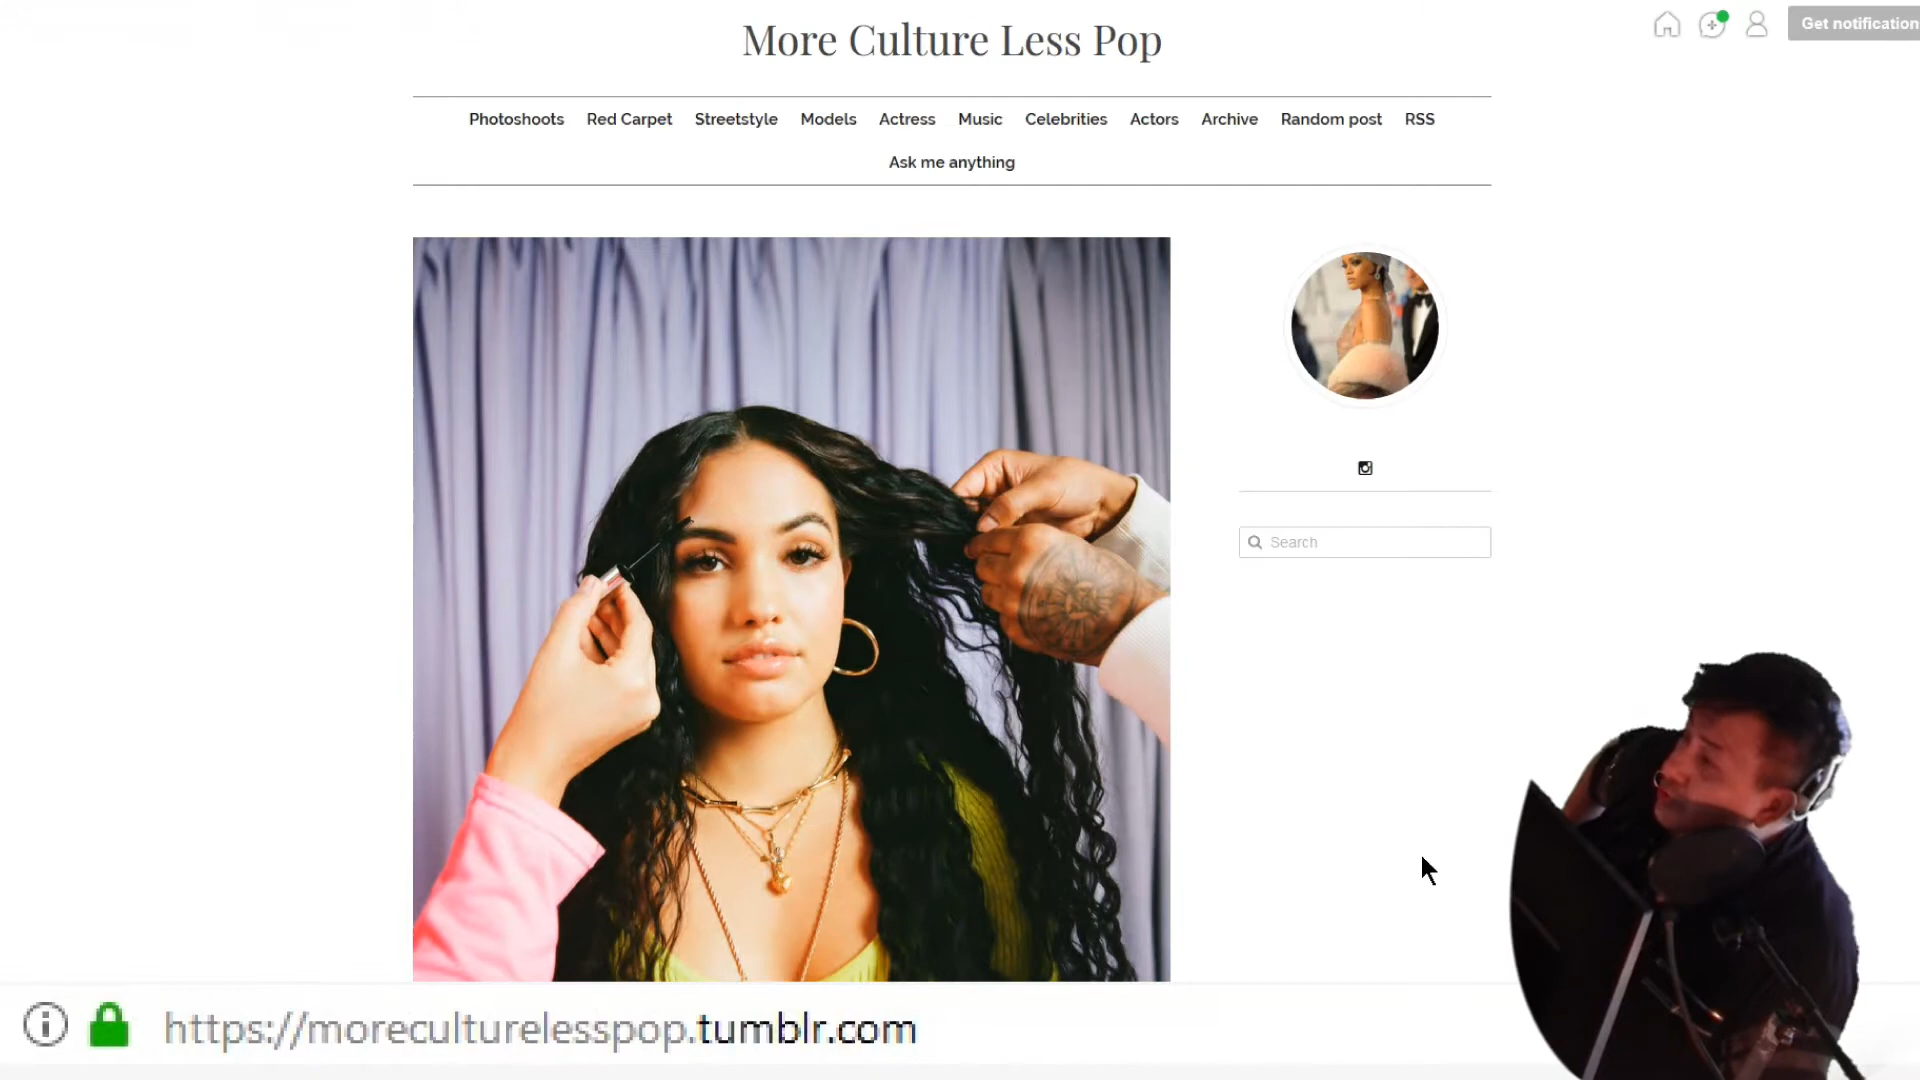 More Culture Less Pop
Get notification
Photoshoots Red Carpet Streetstyle Models Actress Music Celebrities Actors Archive Random post RSS
Ask me anything
Search
https://moreculturelesspop.tumblr.com